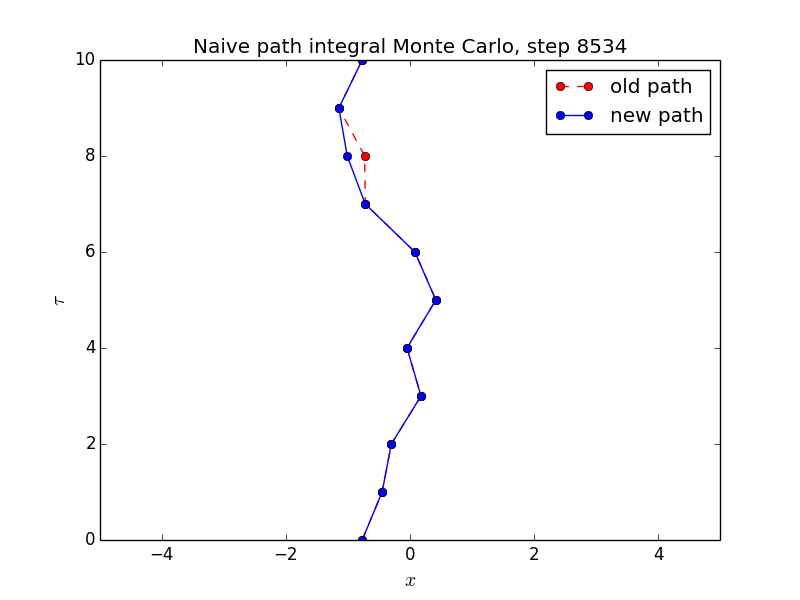 Naive path integral Monte Carlo, step 8534
10
old path
new path
8
6
τ
4
2
0
−4 −2 0 2 4
x